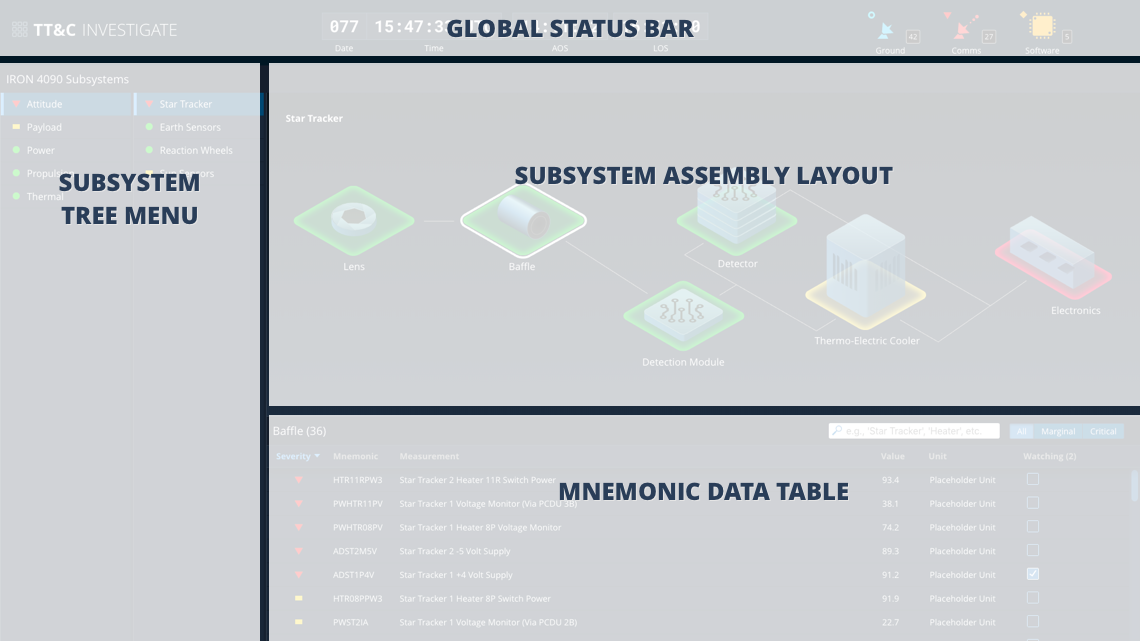 TT&C INVESTIGATE
077 15:47:3
GLOBAL STATUS BAR
Date Time AOS LOS
42 27 5
Ground Comms Software
IRON 4090 Subsystems
Attitude Star Tracker
Payload Earth Sensors
Power Reaction Wheels
Thermal
SUBSYSTEM
TREE MENU
Star Tracker
SUBSYSTEM ASSEMBLY LAYOUT
Lens
Baffle
Detector
Electronics
Thermo-Electric Cooler
Detection Module
Baffle (36)
e.g., 'Star Tracker', 'Heater', etc.
All Marginal Critical
Severity Mnemonic Measurement Value Unit Watching (2)
HTR11RPW3 Star Tracker 2 Heater 11R Switch Power 93.4 Placeholder Unit
MNEMONIC DATA TABLE
PWHTR11PV Star Tracker 1 Voltage Monitor (Via PCDU 3B) 38.1 Placeholder Unit
PWHTR08PV Star Tracker 1 Heater 8P Voltage Monitor 74.2 Placeholder Unit
ADST2M5V Star Tracker 2 -5 Volt Supply 89.3 Placeholder Unit
ADST1P4V Star Tracker 1 +4 Volt Supply 91.2 Placeholder Unit
HTR08PPW3 Star Tracker 1 Heater 8P Switch Power 91.9 Placeholder Unit
PWST2IA Star Tracker 1 Voltage Monitor (Via PCDU 2B) 22.7 Placeholder Unit